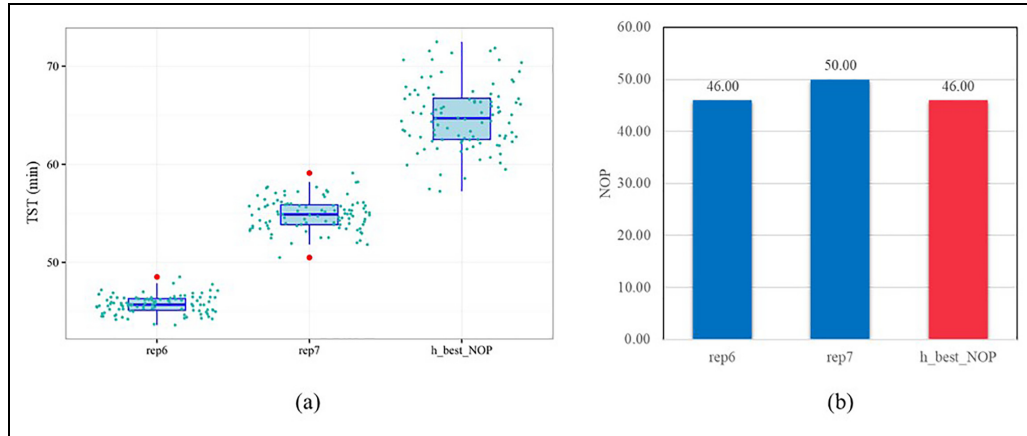 TST (min)
70
60
50
rep6
rep7
h_best_NOP
(a)
NOP
60.00
50.00
40.00
30.00
20.00
10.00
0.00
46.00
50.00
46.00
rep6
rep7
h_best_NOP
(b)